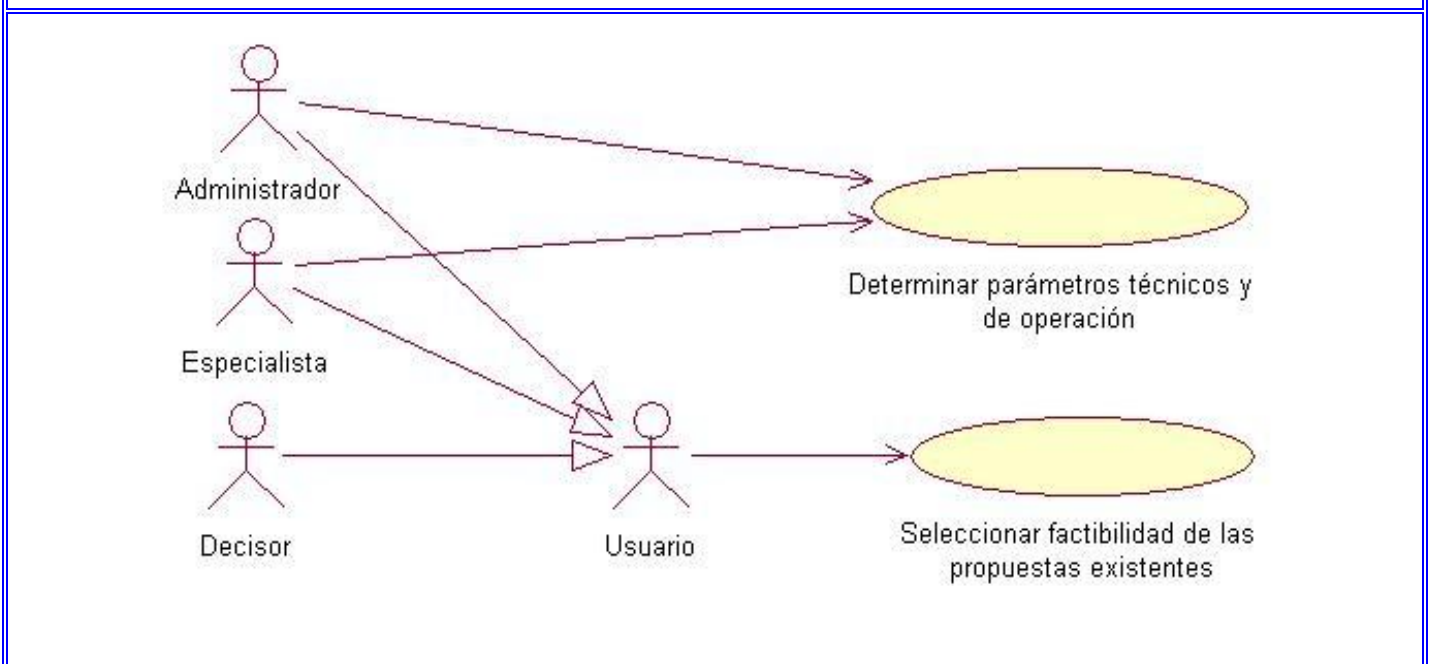 Administrador
Especialista
Determinar parámetros técnicos y
de operación
Decisor
Usuario
Seleccionar factibilidad de las
propuestas existentes